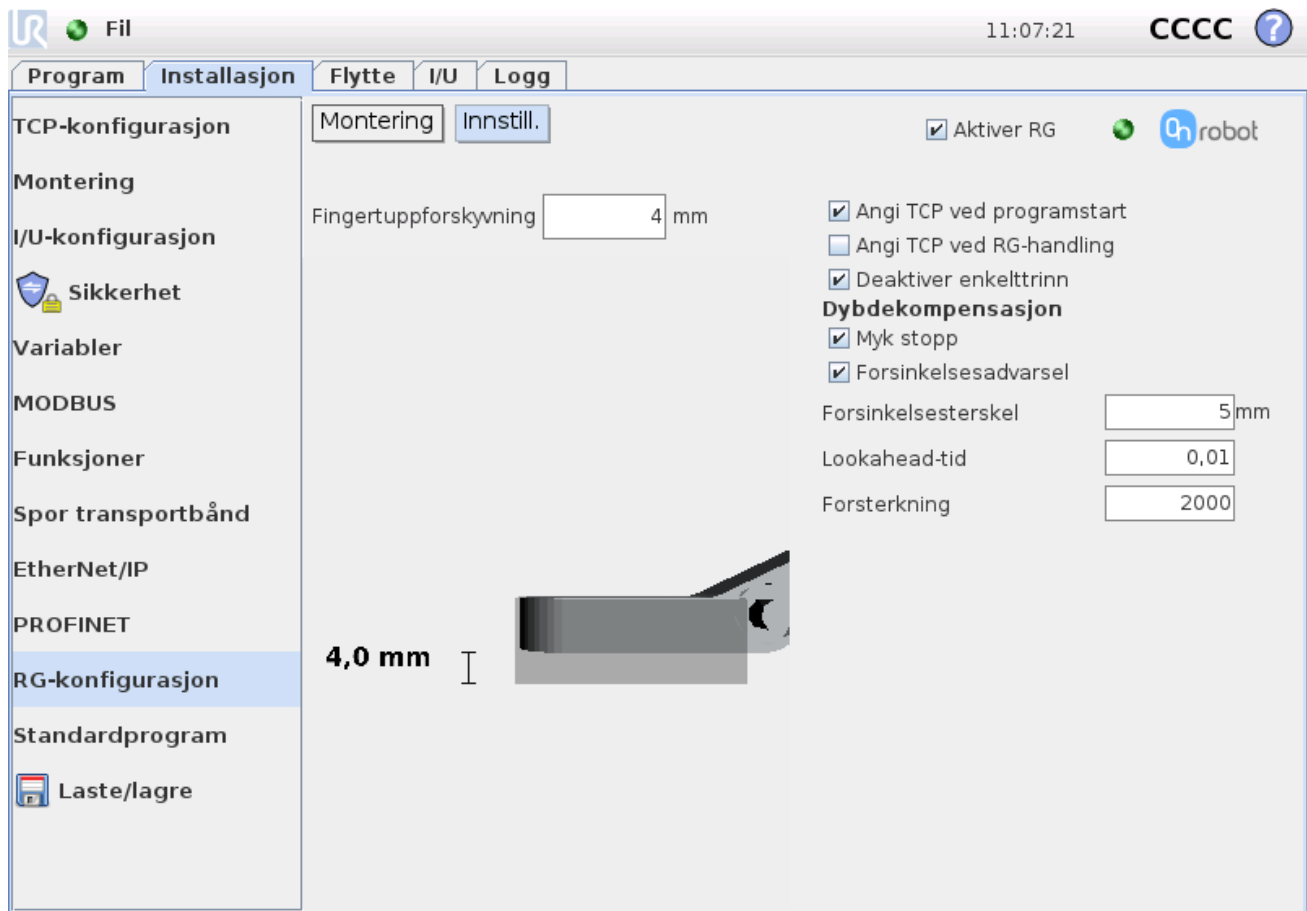 UR Fil 11:07:21 CCCC ?
Program Installasjon Flytte I/U Logg
TCP-konfigurasjon
Montering
I/U-konfigurasjon
Sikkerhet
Variabler
MODBUS
Funksjoner
Spor transportbånd
EtherNet/IP
PROFINET
RG-konfigurasjon
Standardprogram
Laste/lagre
Montering Innstill.
Aktiver RG
On robot
Fingertuppforskyvning 4 mm
4,0 mm
Angi TCP ved programstart
Angi TCP ved RG-handling
Deaktiver enkelttrinn
Dybdekompensasjon
Myk stopp
Forsinkelsesadvarsel
Forsinkelsesterskel 5 mm
Lookahead-tid 0,01
Forsterkning 2000